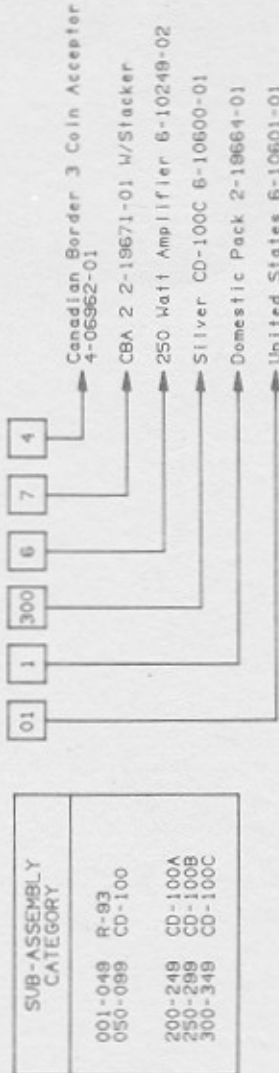 SUB-ASSEMBLY
CATEGORY
001-049 R-93
050-099 CD-100
200-249 CD-100A
250-299 CD-100B
300-349 CD-100C
01 1 300 6 7 4
Canadian Border 3 Coin Acceptor
4-06962-01
CBA 2 2-19671-01 W/Stacker
250 Watt Amplifier 6-10249-02
Silver CD-100C 6-10600-01
Domestic Pack 2-19664-01
United States 6-10601-01